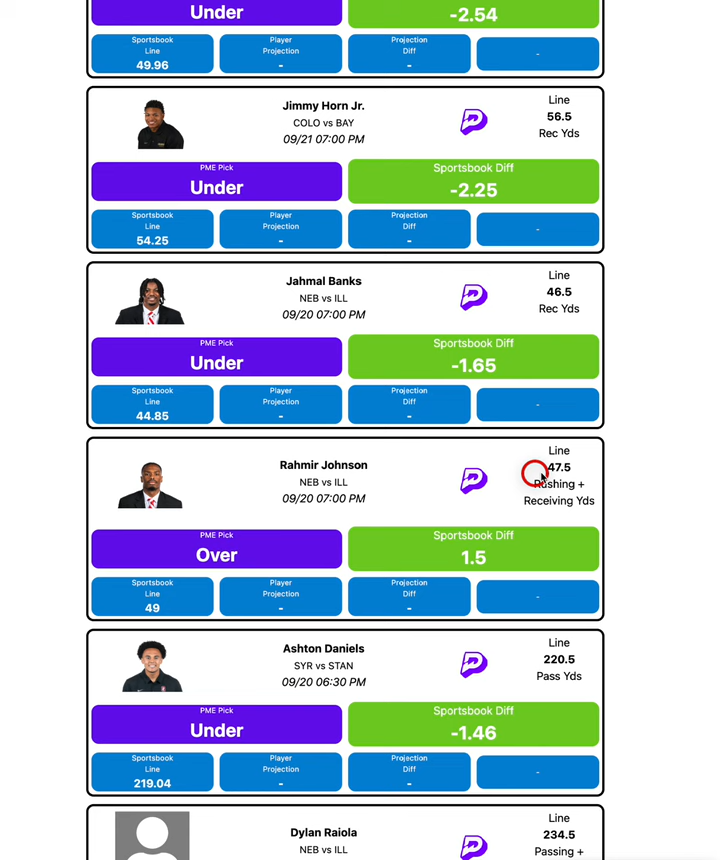 Under
-2.54
Sportsbook
Line
49.96
Player
Projection
-
Projection
Diff
-
-
Jimmy Horn Jr.
COLO vs BAY
09/21 07:00 PM
Line
56.5
Rec Yds
PME Pick
Under
Sportsbook Diff
-2.25
Sportsbook
Line
54.25
Player
Projection
-
Projection
Diff
-
-
Jahmal Banks
NEB vs ILL
09/20 07:00 PM
Line
46.5
Rec Yds
PME Pick
Under
Sportsbook Diff
-1.65
Sportsbook
Line
44.85
Player
Projection
-
Projection
Diff
-
-
Rahmir Johnson
NEB vs ILL
09/20 07:00 PM
Line
47.5
Rushing +
Receiving Yds
PME Pick
Over
Sportsbook Diff
1.5
Sportsbook
Line
49
Player
Projection
-
Projection
Diff
-
-
Ashton Daniels
SYR vs STAN
09/20 06:30 PM
Line
220.5
Pass Yds
PME Pick
Under
Sportsbook Diff
-1.46
Sportsbook
Line
219.04
Player
Projection
-
Projection
Diff
-
-
Dylan Raiola
NEB vs ILL
Line
234.5
Passing +